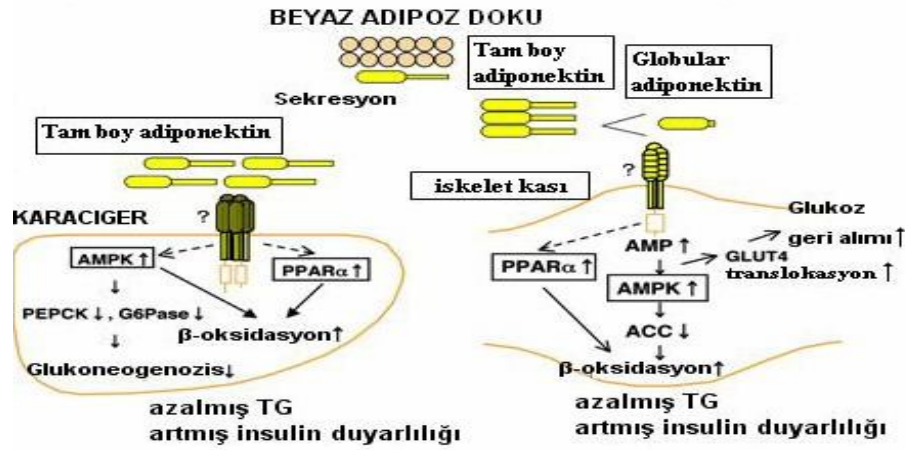 BEYAZ ADIPOZ DOKU
Sekresyon
Tam boy
adiponektin
Globular
adiponektin
Tam boy adiponektin
?
KARACIGER
AMPK ↑
PPARα ↑
PEPCK ↓, G6Pase ↓
β-oksidasyon↑
Glukoneogenozis↓
azalmış TG
artmış insulin duyarlılığı
?
iskelet kası
Glukoz
geri alımı ↑
AMP ↑
GLUT4
translokasyon ↑
PPARα ↑
AMPK ↑
ACC ↓
β-oksidasyon↑
azalmış TG
artmış insulin duyarlılığı